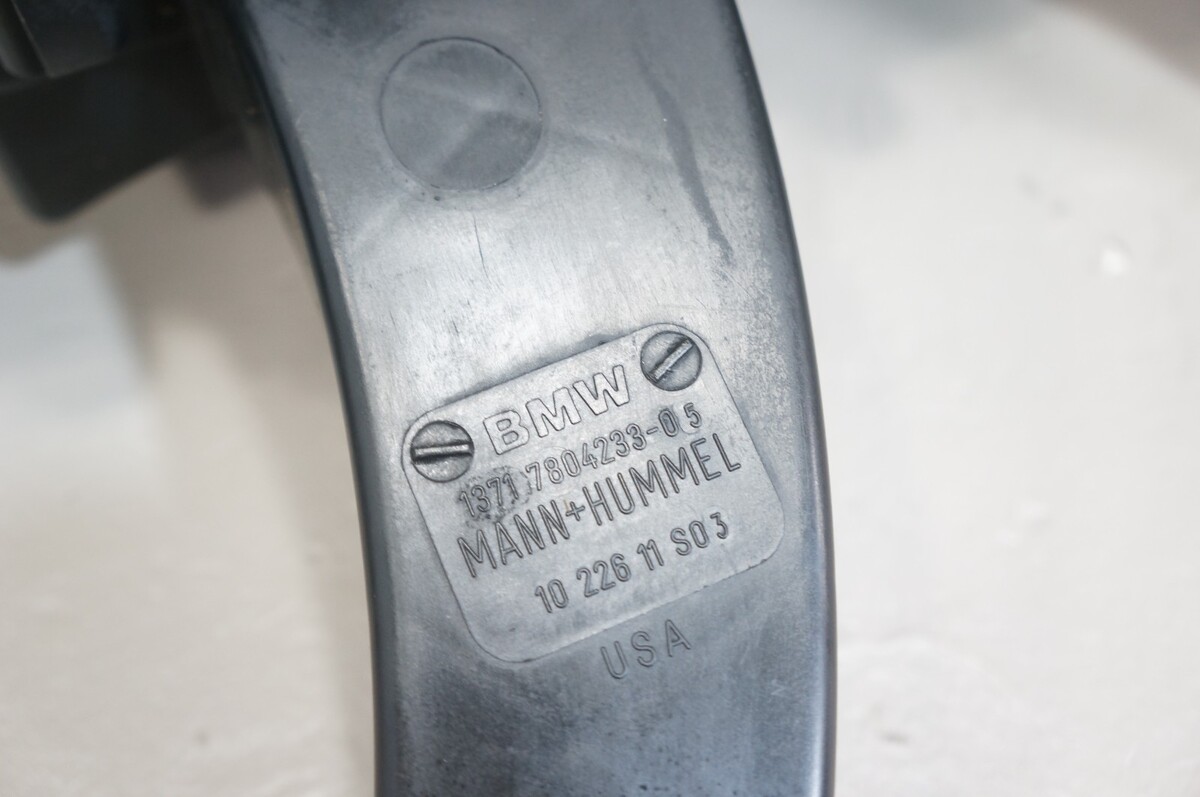 BMW
1371 7804233-05
MANN+HUMMEL
10 226 11 S03
USA